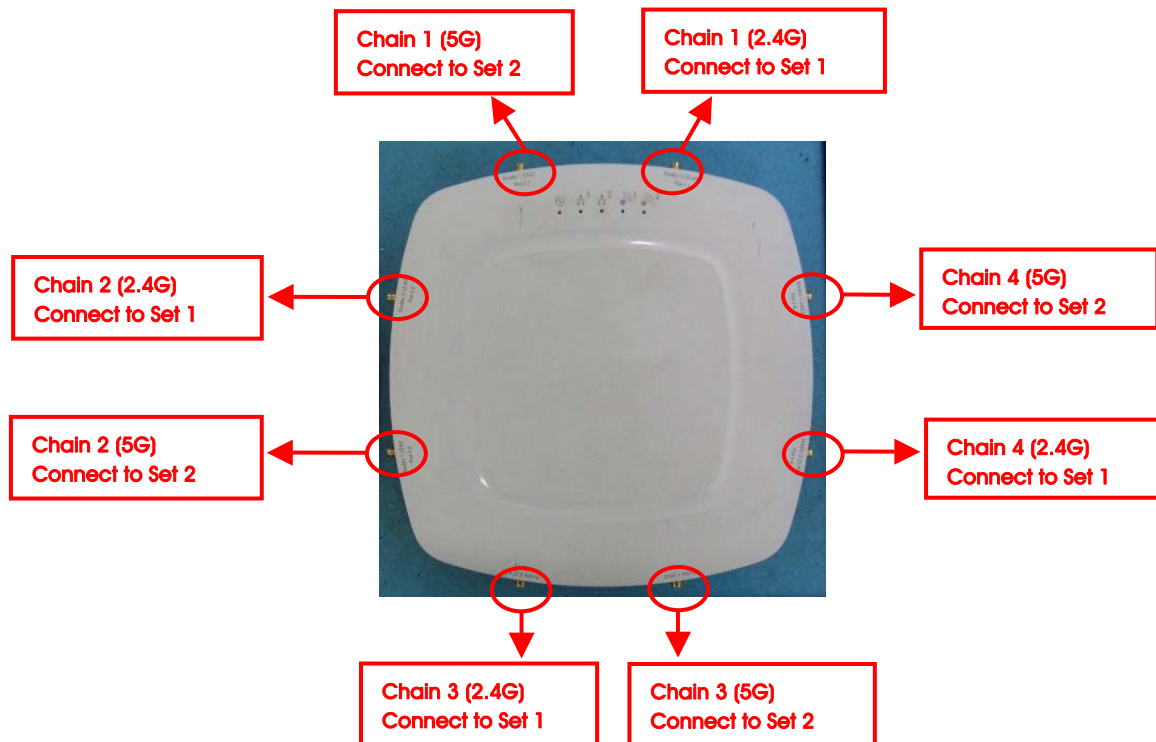 Chain 1 (5G)
Connect to Set 2
Chain 1 (2.4G)
Connect to Set 1
Chain 2 (2.4G)
Connect to Set 1
Chain 4 (5G)
Connect to Set 2
Chain 2 (5G)
Connect to Set 2
Chain 4 (2.4G)
Connect to Set 1
Chain 3 (2.4G)
Connect to Set 1
Chain 3 (5G)
Connect to Set 2